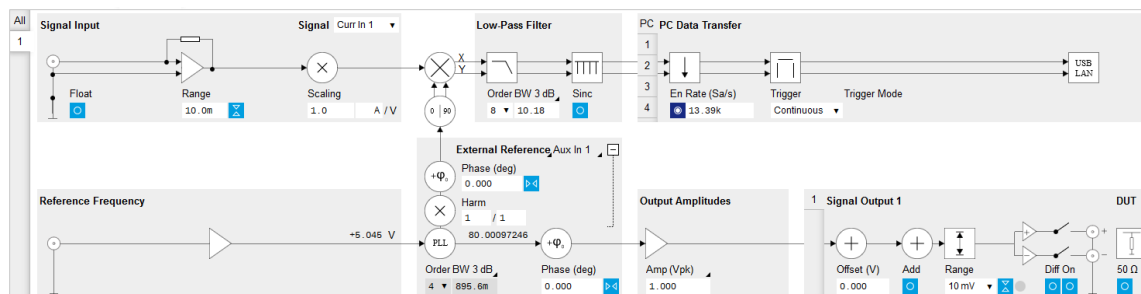 All
1
Signal Input
Signal Curr In 1
Float
Range
10.0m
Scaling
1.0 A / V
X
Y
0 90
Low-Pass Filter
Order BW 3 dB Sinc
8 10.18
PC PC Data Transfer
1
2
3
4
En Rate (Sa/s)
13.39k
Trigger
Continuous
Trigger Mode
USB
LAN
External Reference Aux In 1
+φ₀
Phase (deg)
0.000
Harm
1 / 1
Reference Frequency
+5.045 V
PLL
80.00097246
Order BW 3 dB
4 895.6m
+φ₀
Phase (deg)
0.000
Output Amplitudes
Amp (Vpk)
1.000
1 Signal Output 1
Offset (V)
0.000
Add
Range
10 mV
+
−
+
−
Diff On
DUT
50 Ω